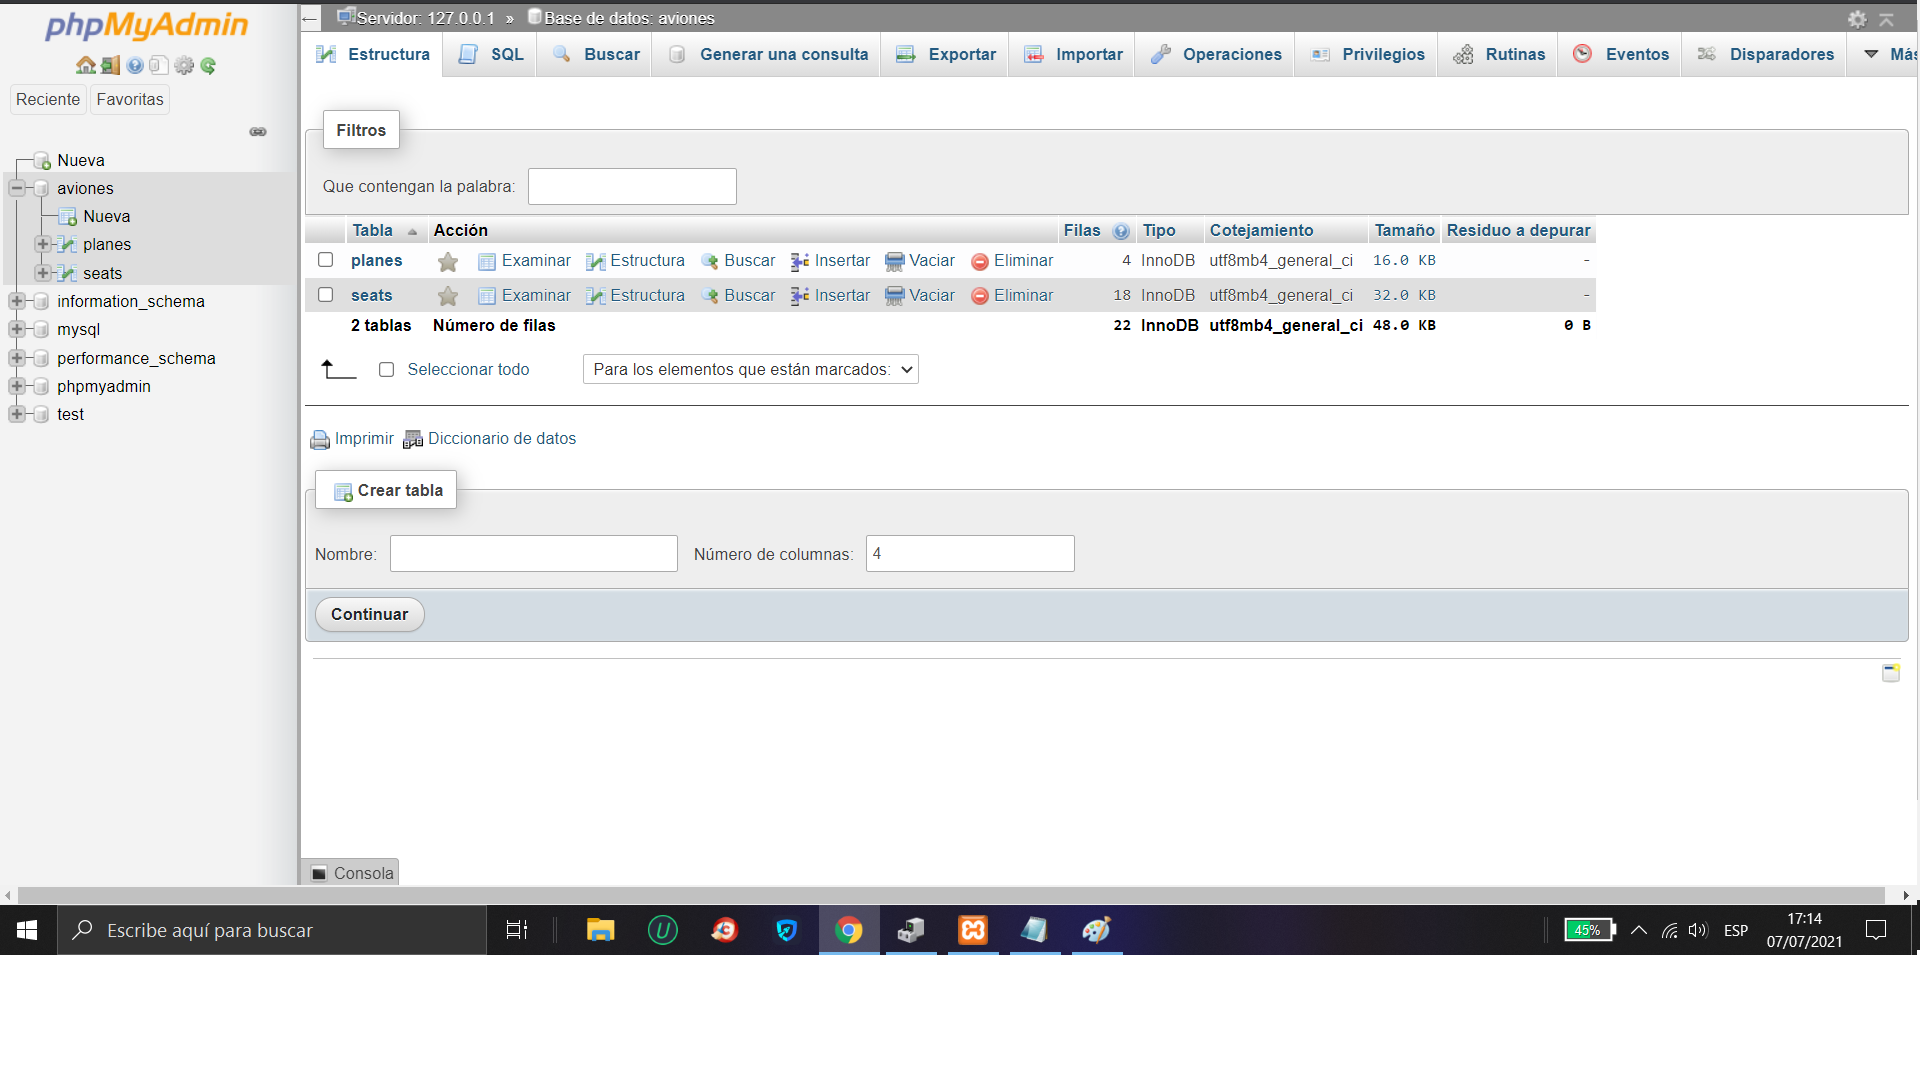 phpMyAdmin
Reciente Favoritas
Nueva
aviones
Nueva
planes
seats
information_schema
mysql
performance_schema
phpmyadmin
test
Servidor: 127.0.0.1 » Base de datos: aviones
Estructura SQL Buscar Generar una consulta Exportar Importar Operaciones Privilegios Rutinas Eventos Disparadores Más
Filtros
Que contengan la palabra:
Tabla Acción Filas Tipo Cotejamiento Tamaño Residuo a depurar
planes Examinar Estructura Buscar Insertar Vaciar Eliminar 4 InnoDB utf8mb4_general_ci 16.0 KB -
seats Examinar Estructura Buscar Insertar Vaciar Eliminar 18 InnoDB utf8mb4_general_ci 32.0 KB -
2 tablas Número de filas 22 InnoDB utf8mb4_general_ci 48.0 KB 0 B
Seleccionar todo Para los elementos que están marcados:
Imprimir Diccionario de datos
Crear tabla
Nombre: Número de columnas: 4
Continuar
Consola
Escribe aquí para buscar
45% ESP 17:14
07/07/2021